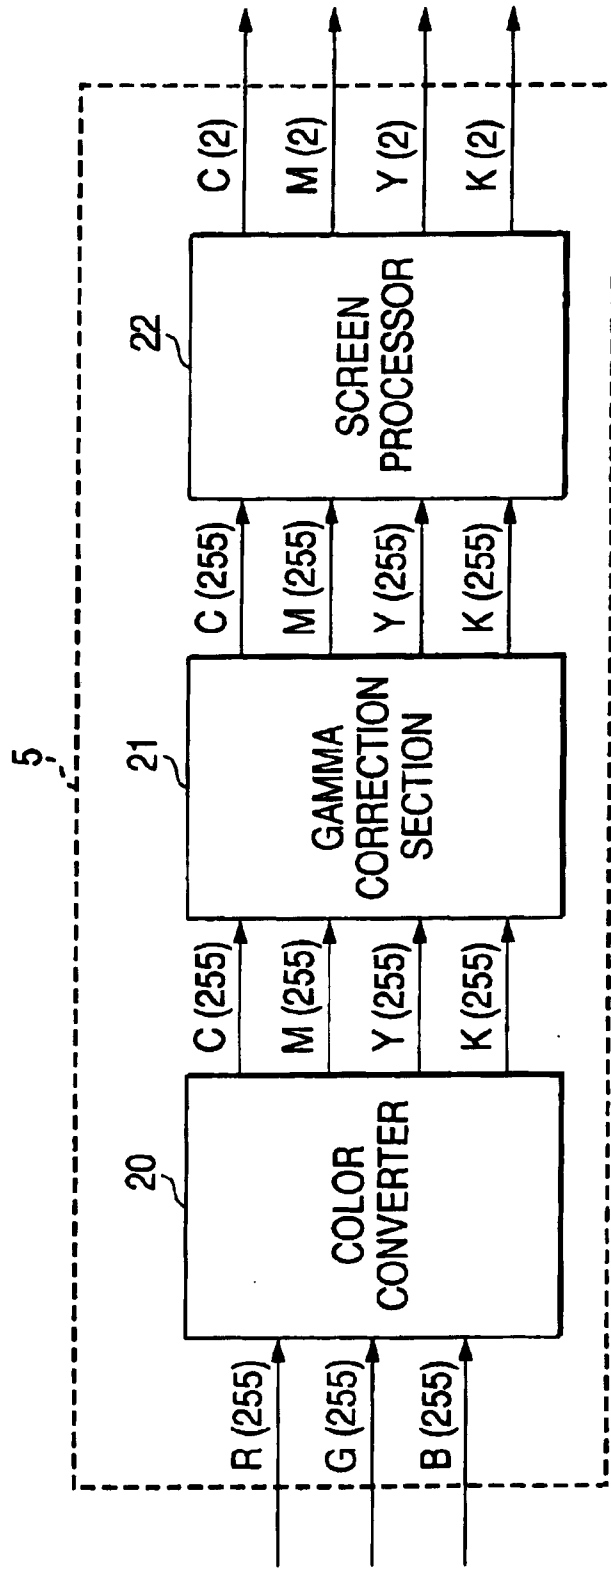 5
20
21
22
R (255)
G (255)
B (255)
COLOR
CONVERTER
C (255)
M (255)
Y (255)
K (255)
GAMMA
CORRECTION
SECTION
C (255)
M (255)
Y (255)
K (255)
SCREEN
PROCESSOR
C (2)
M (2)
Y (2)
K (2)